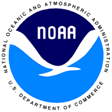 NATIONAL OCEANIC AND ATMOSPHERIC ADMINISTRATION
NOAA
U.S. DEPARTMENT OF COMMERCE